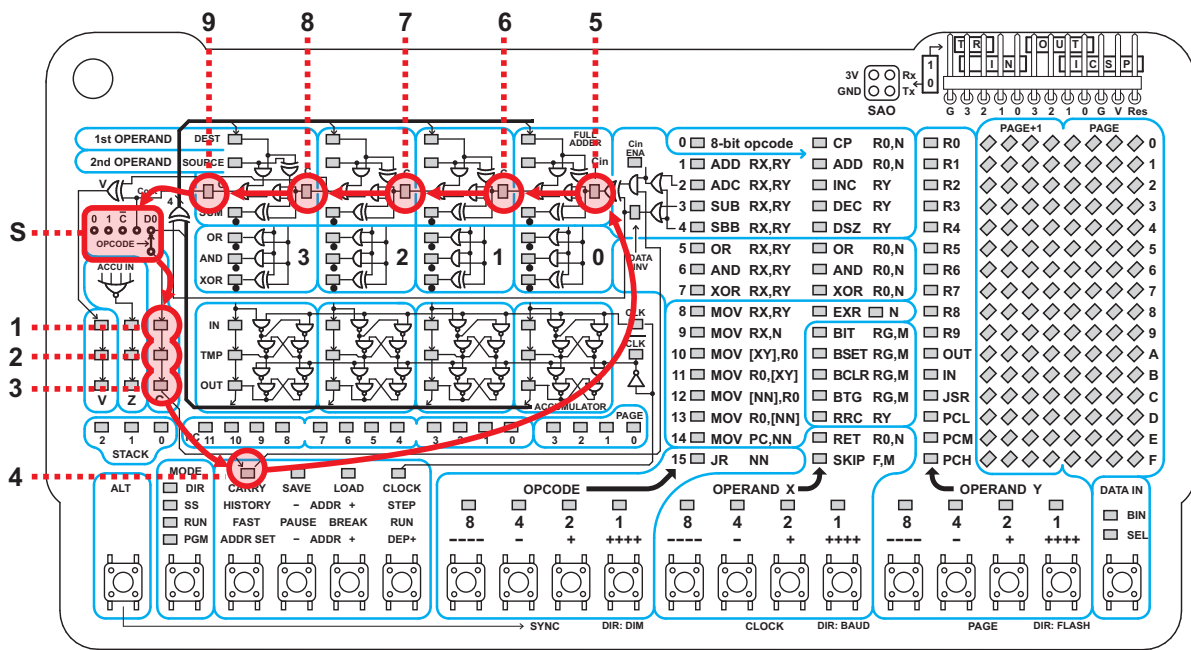 9 8 7 6 5
T R O U T
I N I C S P
1
0
3V Rx
GND Tx
SAO
G 3 2 1 0 3 2 1 0 G V Res
PAGE+1 PAGE
1st OPERAND DEST
2nd OPERAND SOURCE
FULL
ADDER
Cin
Cin
ENA
V
4
SUM
S
0 1 C D0
OPCODE
OR
AND
XOR
3 2 1 0
DATA
INV
ACCU IN
1
2
3
IN
TMP
OUT
V Z C
CLK
CLK
ACCUMULATOR
0 8-bit opcode CP R0,N
1 ADD RX,RY ADD R0,N
2 ADC RX,RY INC RY
3 SUB RX,RY DEC RY
4 SBB RX,RY DSZ RY
5 OR RX,RY OR R0,N
6 AND RX,RY AND R0,N
7 XOR RX,RY XOR R0,N
8 MOV RX,RY EXR N
9 MOV RX,N BIT RG,M
10 MOV [XY],R0 BSET RG,M
11 MOV R0,[XY] BCLR RG,M
12 MOV [NN],R0 BTG RG,M
13 MOV R0,[NN] RRC RY
14 MOV PC,NN RET R0,N
15 JR NN SKIP F,M
R0 0
R1 1
R2 2
R3 3
R4 4
R5 5
R6 6
R7 7
R8 8
R9 9
OUT A
IN B
JSR C
PCL D
PCM E
PCH F
PAGE
2 1 0
STACK
11 10 9 8 7 6 5 4 3 2 1 0 3 2 1 0
4
ALT
MODE
DIR
SS
RUN
PGM
CARRY SAVE LOAD CLOCK
HISTORY − ADDR + STEP
FAST PAUSE BREAK RUN
ADDR SET − ADDR + DEP+
OPCODE OPERAND X OPERAND Y
8 4 2 1 8 4 2 1 8 4 2 1
---- - + ++++ ---- - + ++++ ---- - + ++++
DATA IN
BIN
SEL
SYNC DIR: DIM CLOCK DIR: BAUD PAGE DIR: FLASH